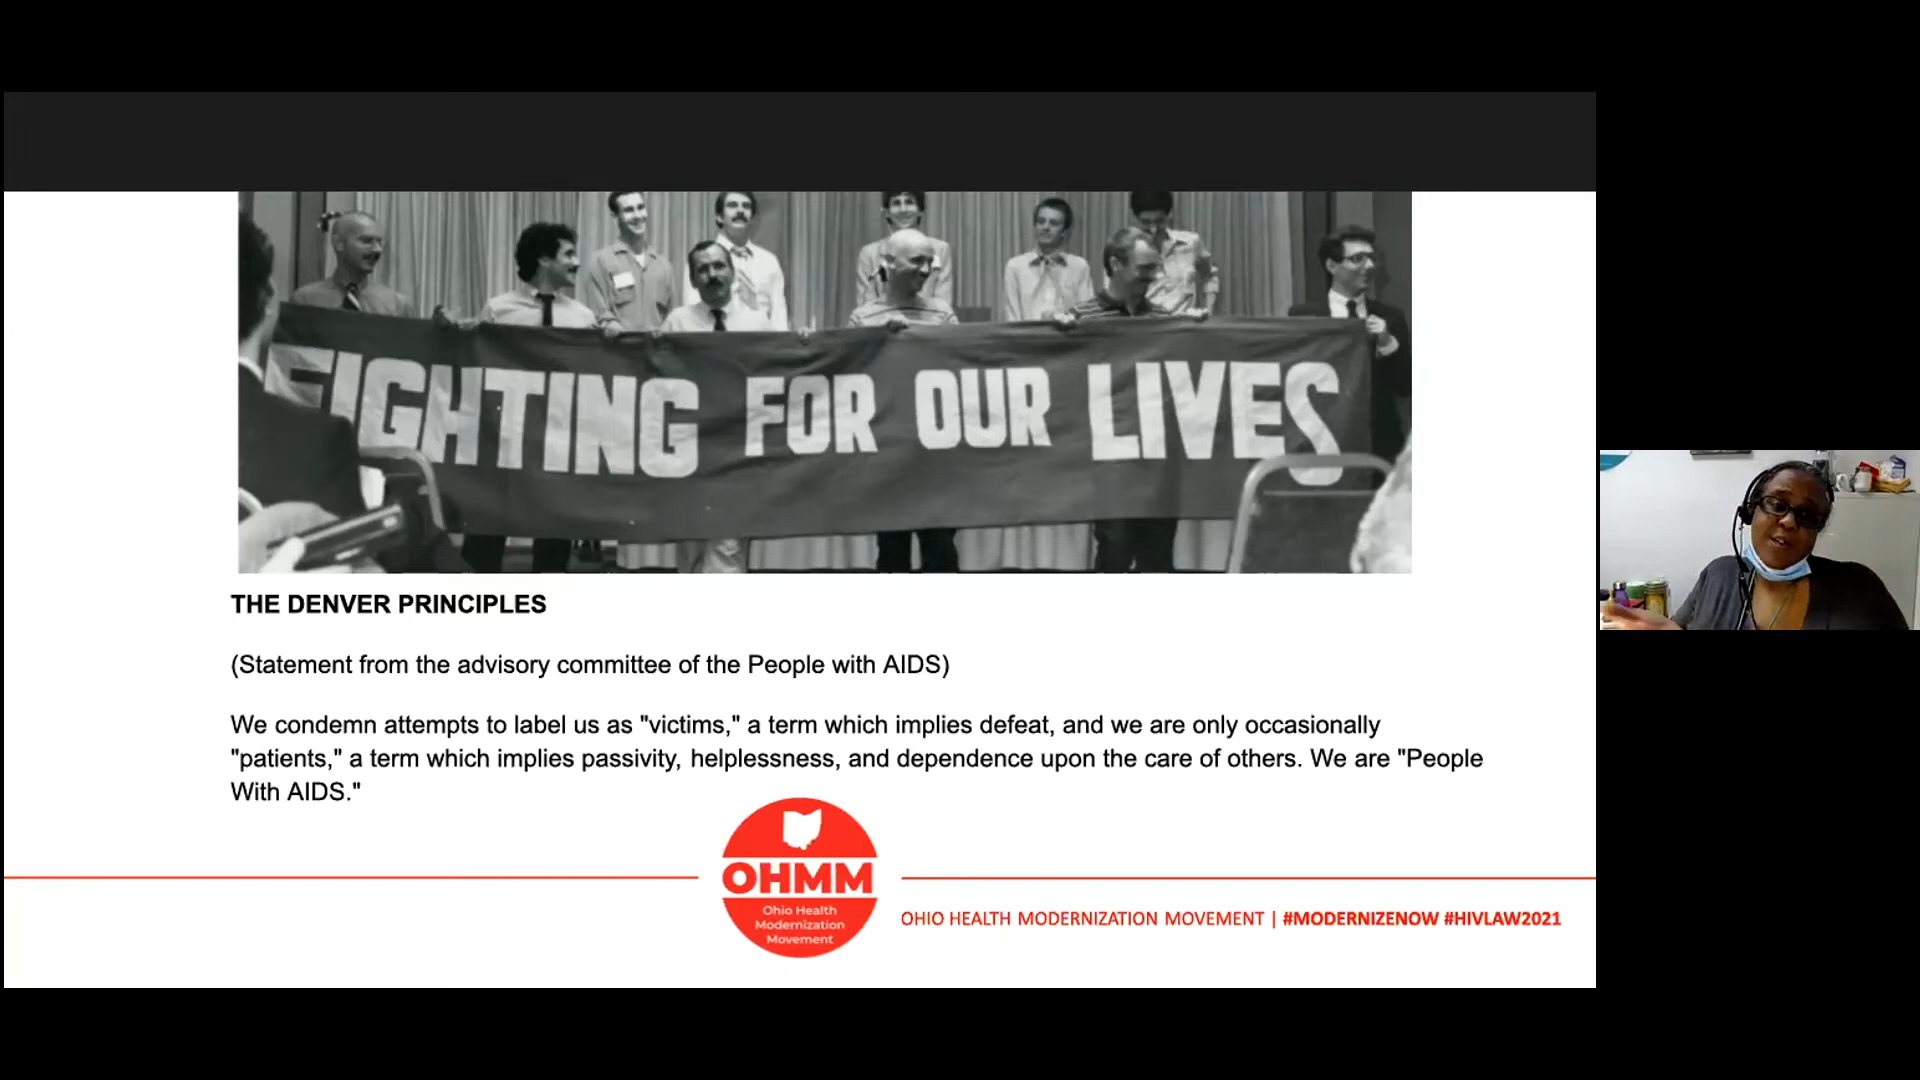 FIGHTING FOR OUR LIVES
THE DENVER PRINCIPLES
(Statement from the advisory committee of the People with AIDS)
We condemn attempts to label us as "victims," a term which implies defeat, and we are only occasionally
"patients," a term which implies passivity, helplessness, and dependence upon the care of others. We are "People
With AIDS."
OHMM
Ohio Health
Modernization
Movement
OHIO HEALTH MODERNIZATION MOVEMENT | #MODERNIZENOW #HIVLAW2021